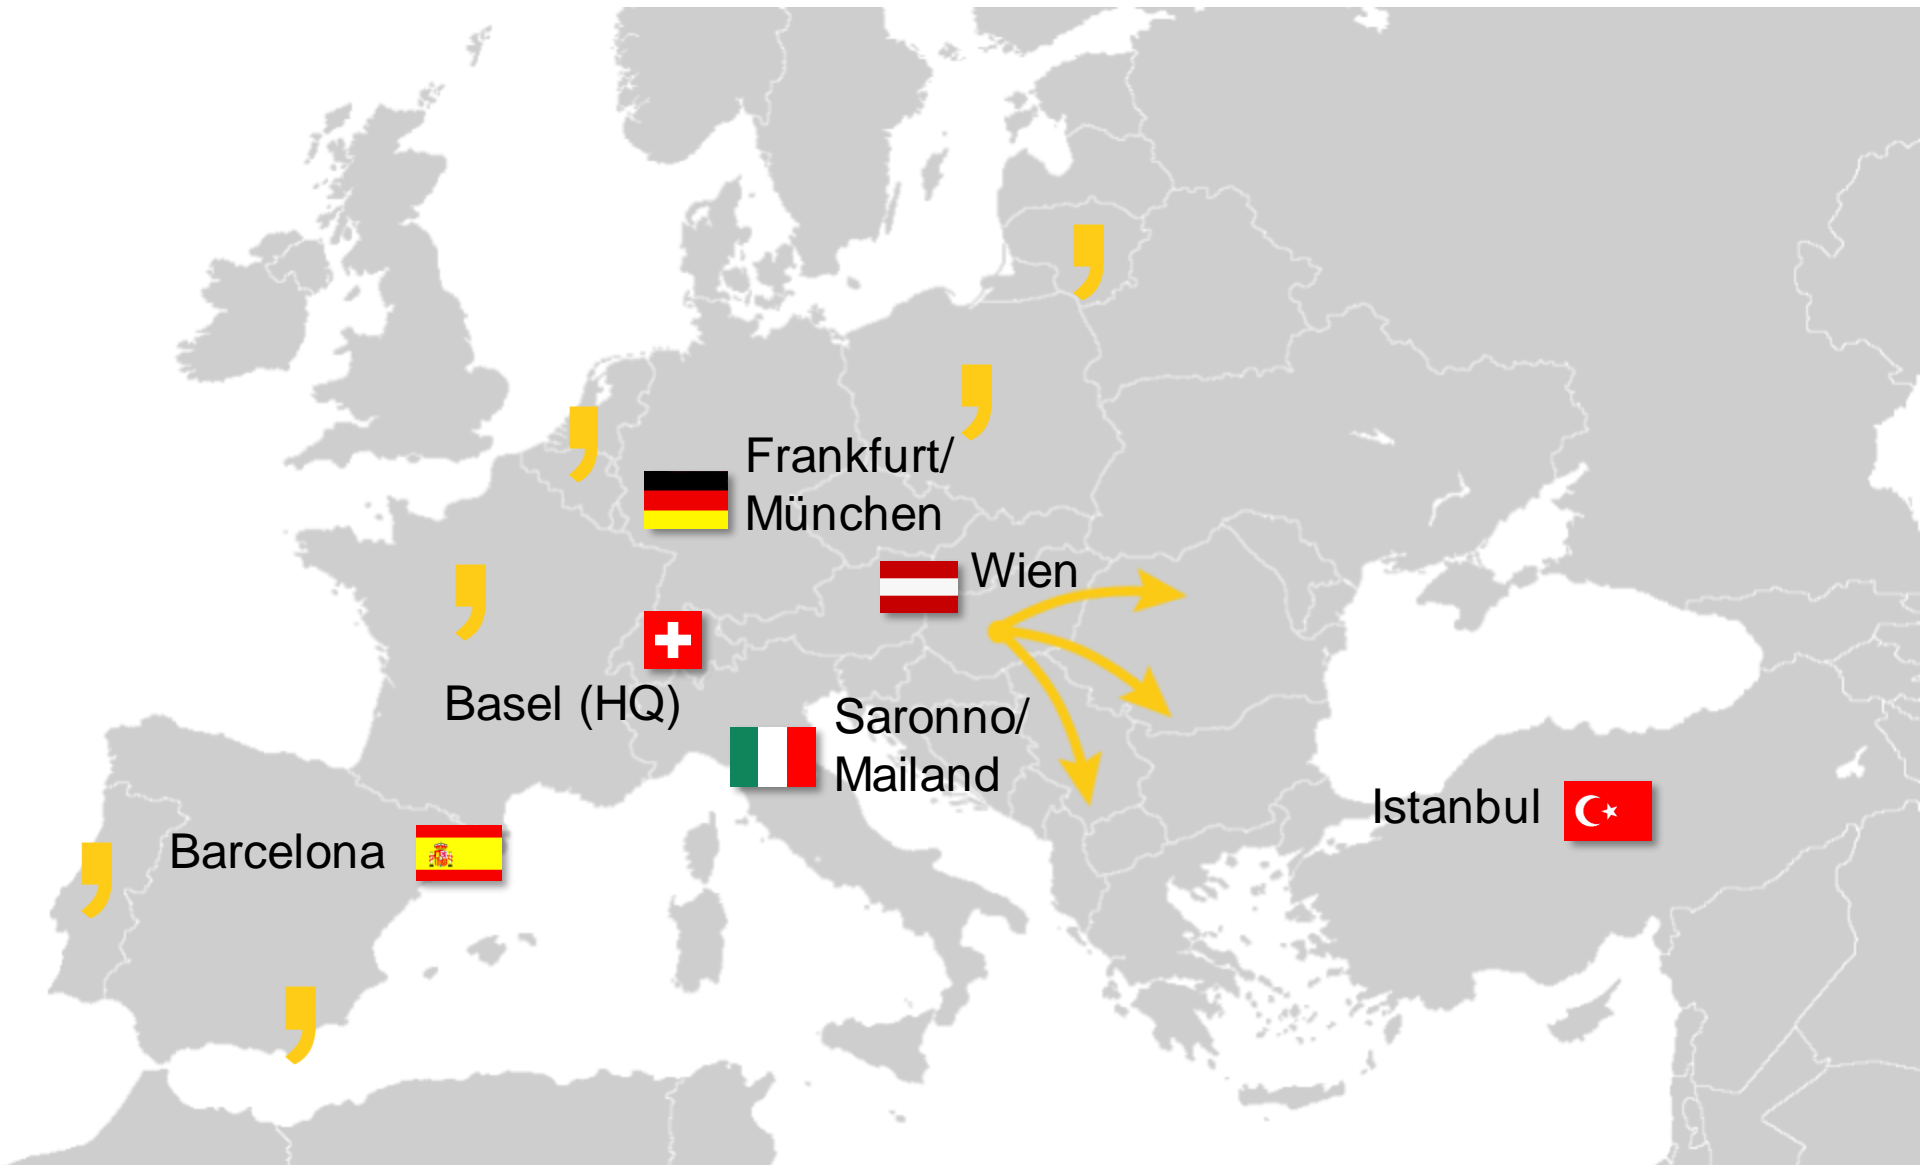 Frankfurt/
München
Wien
Basel (HQ)
Saronno/
Mailand
Istanbul
Barcelona